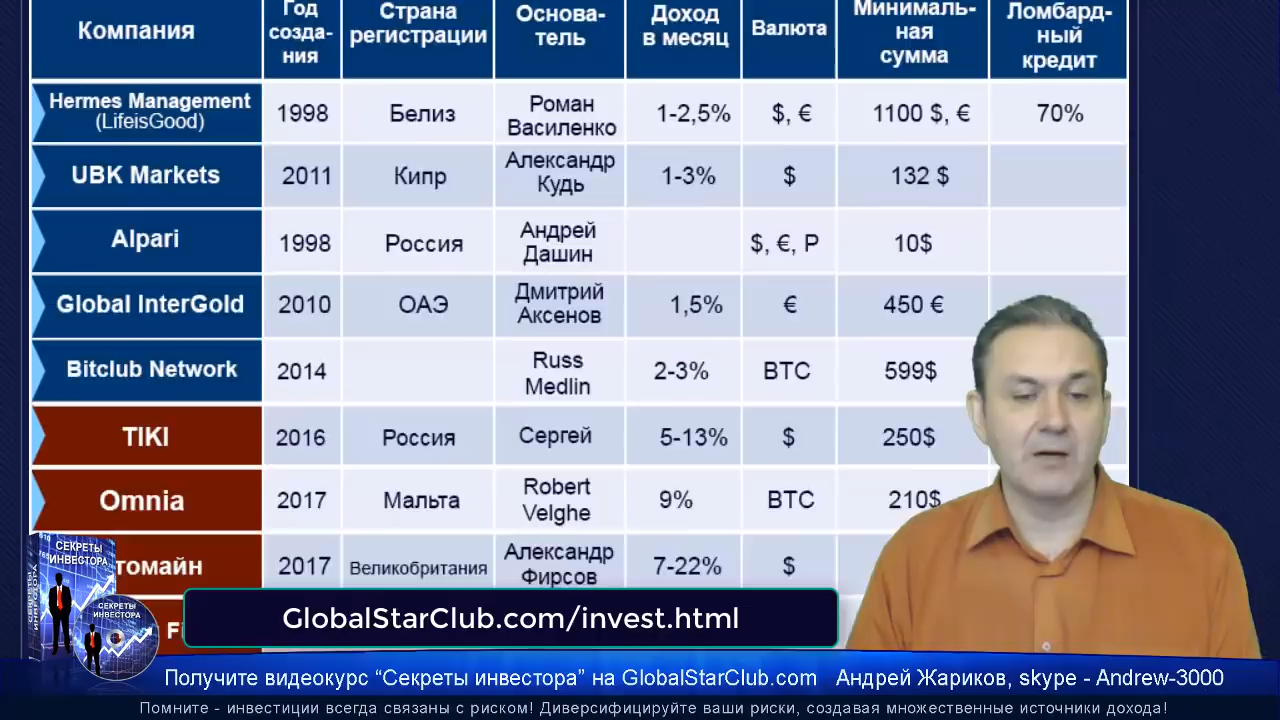 Компания
Год
созда-
ния
Страна
регистрации
Основа-
тель
Доход
в месяц
Валюта
Минималь-
ная
сумма
Ломбард-
ный
кредит
Hermes Management
(LifeisGood)
1998
Белиз
Роман
Василенко
1-2,5%
$, €
1100 $, €
70%
UBK Markets
2011
Кипр
Александр
Кудь
1-3%
$
132 $
Alpari
1998
Россия
Андрей
Дашин
$, €, Р
10$
Global InterGold
2010
ОАЭ
Дмитрий
Аксенов
1,5%
€
450 €
Bitclub Network
2014
Russ
Medlin
2-3%
BTC
599$
TIKI
2016
Россия
Сергей
5-13%
$
250$
Omnia
2017
Мальта
Robert
Velghe
9%
BTC
210$
томайн
2017
Великобритания
Александр
Фирсов
7-22%
$
F
СЕКРЕТЫ
ИНВЕСТОРА
СЕКРЕТЫ ИНВЕСТОРА
СЕКРЕТЫ
ИНВЕСТОРА
GlobalStarClub.com/invest.html
Получите видеокурс “Секреты инвестора” на GlobalStarClub.com Андрей Жариков, skype - Andrew-3000
Помните - инвестиции всегда связаны с риском! Диверсифицируйте ваши риски, создавая множественные источники дохода!